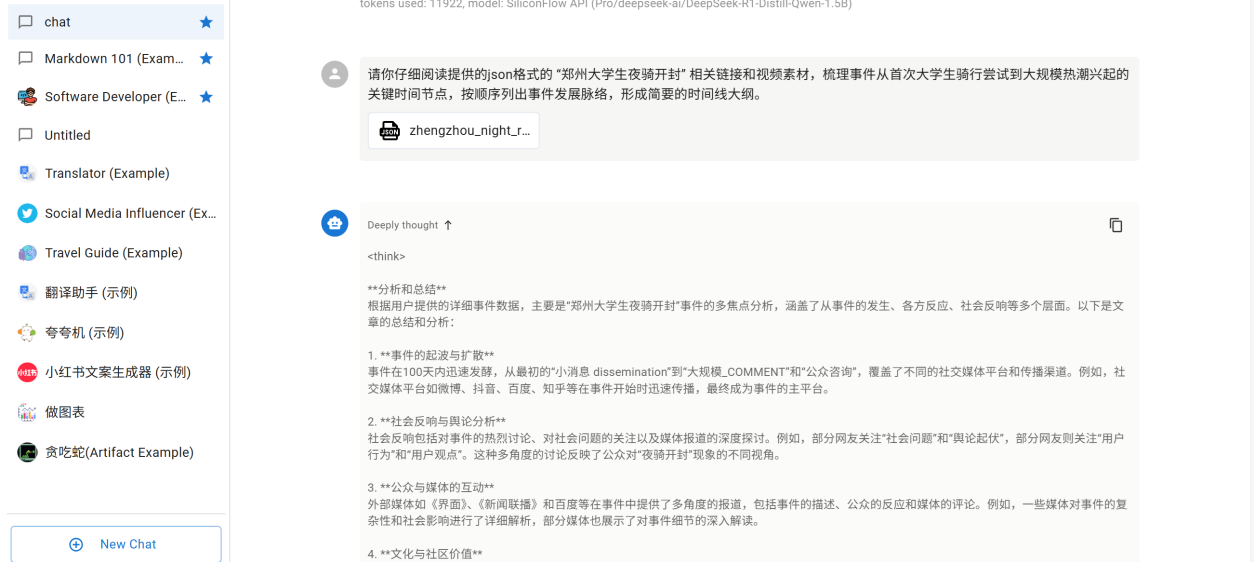 chat
Markdown 101 (Exam...
Software Developer (E...
Untitled
Translator (Example)
Social Media Influencer (Ex...
Travel Guide (Example)
翻译助手 (示例)
夸夸机 (示例)
小红书
小红书文案生成器 (示例)
做图表
贪吃蛇(Artifact Example)
New Chat
tokens used: 11922, model: SiliconFlow API (Pro/deepseek-ai/DeepSeek-R1-Distill-Qwen-1.5B)
请你仔细阅读提供的json格式的 “郑州大学生夜骑开封” 相关链接和视频素材，梳理事件从首次大学生骑行尝试到大规模热潮兴起的
关键时间节点，按顺序列出事件发展脉络，形成简要的时间线大纲。
JSON
zhengzhou_night_r...
Deeply thought
<think>
**分析和总结**
根据用户提供的详细事件数据，主要是“郑州大学生夜骑开封”事件的多焦点分析，涵盖了从事件的发生、各方反应、社会反响等多个层面。以下是文
章的总结和分析：
1. **事件的起波与扩散**
事件在100天内迅速发酵，从最初的“小消息 dissemination”到“大规模_COMMENT”和“公众咨询”，覆盖了不同的社交媒体平台和传播渠道。例如，社
交媒体平台如微博、抖音、百度、知乎等在事件开始时迅速传播，最终成为事件的主平台。
2. **社会反响与舆论分析**
社会反响包括对事件的热烈讨论、对社会问题的关注以及媒体报道的深度探讨。例如，部分网友关注“社会问题”和“舆论起伏”，部分网友则关注“用户
行为”和“用户观点”。这种多角度的讨论反映了公众对“夜骑开封”现象的不同视角。
3. **公众与媒体的互动**
外部媒体如《界面》、《新闻联播》和百度等在事件中提供了多角度的报道，包括事件的描述、公众的反应和媒体的评论。例如，一些媒体对事件的复
杂性和社会影响进行了详细解析，部分媒体也展示了对事件细节的深入解读。
4. **文化与社区价值**